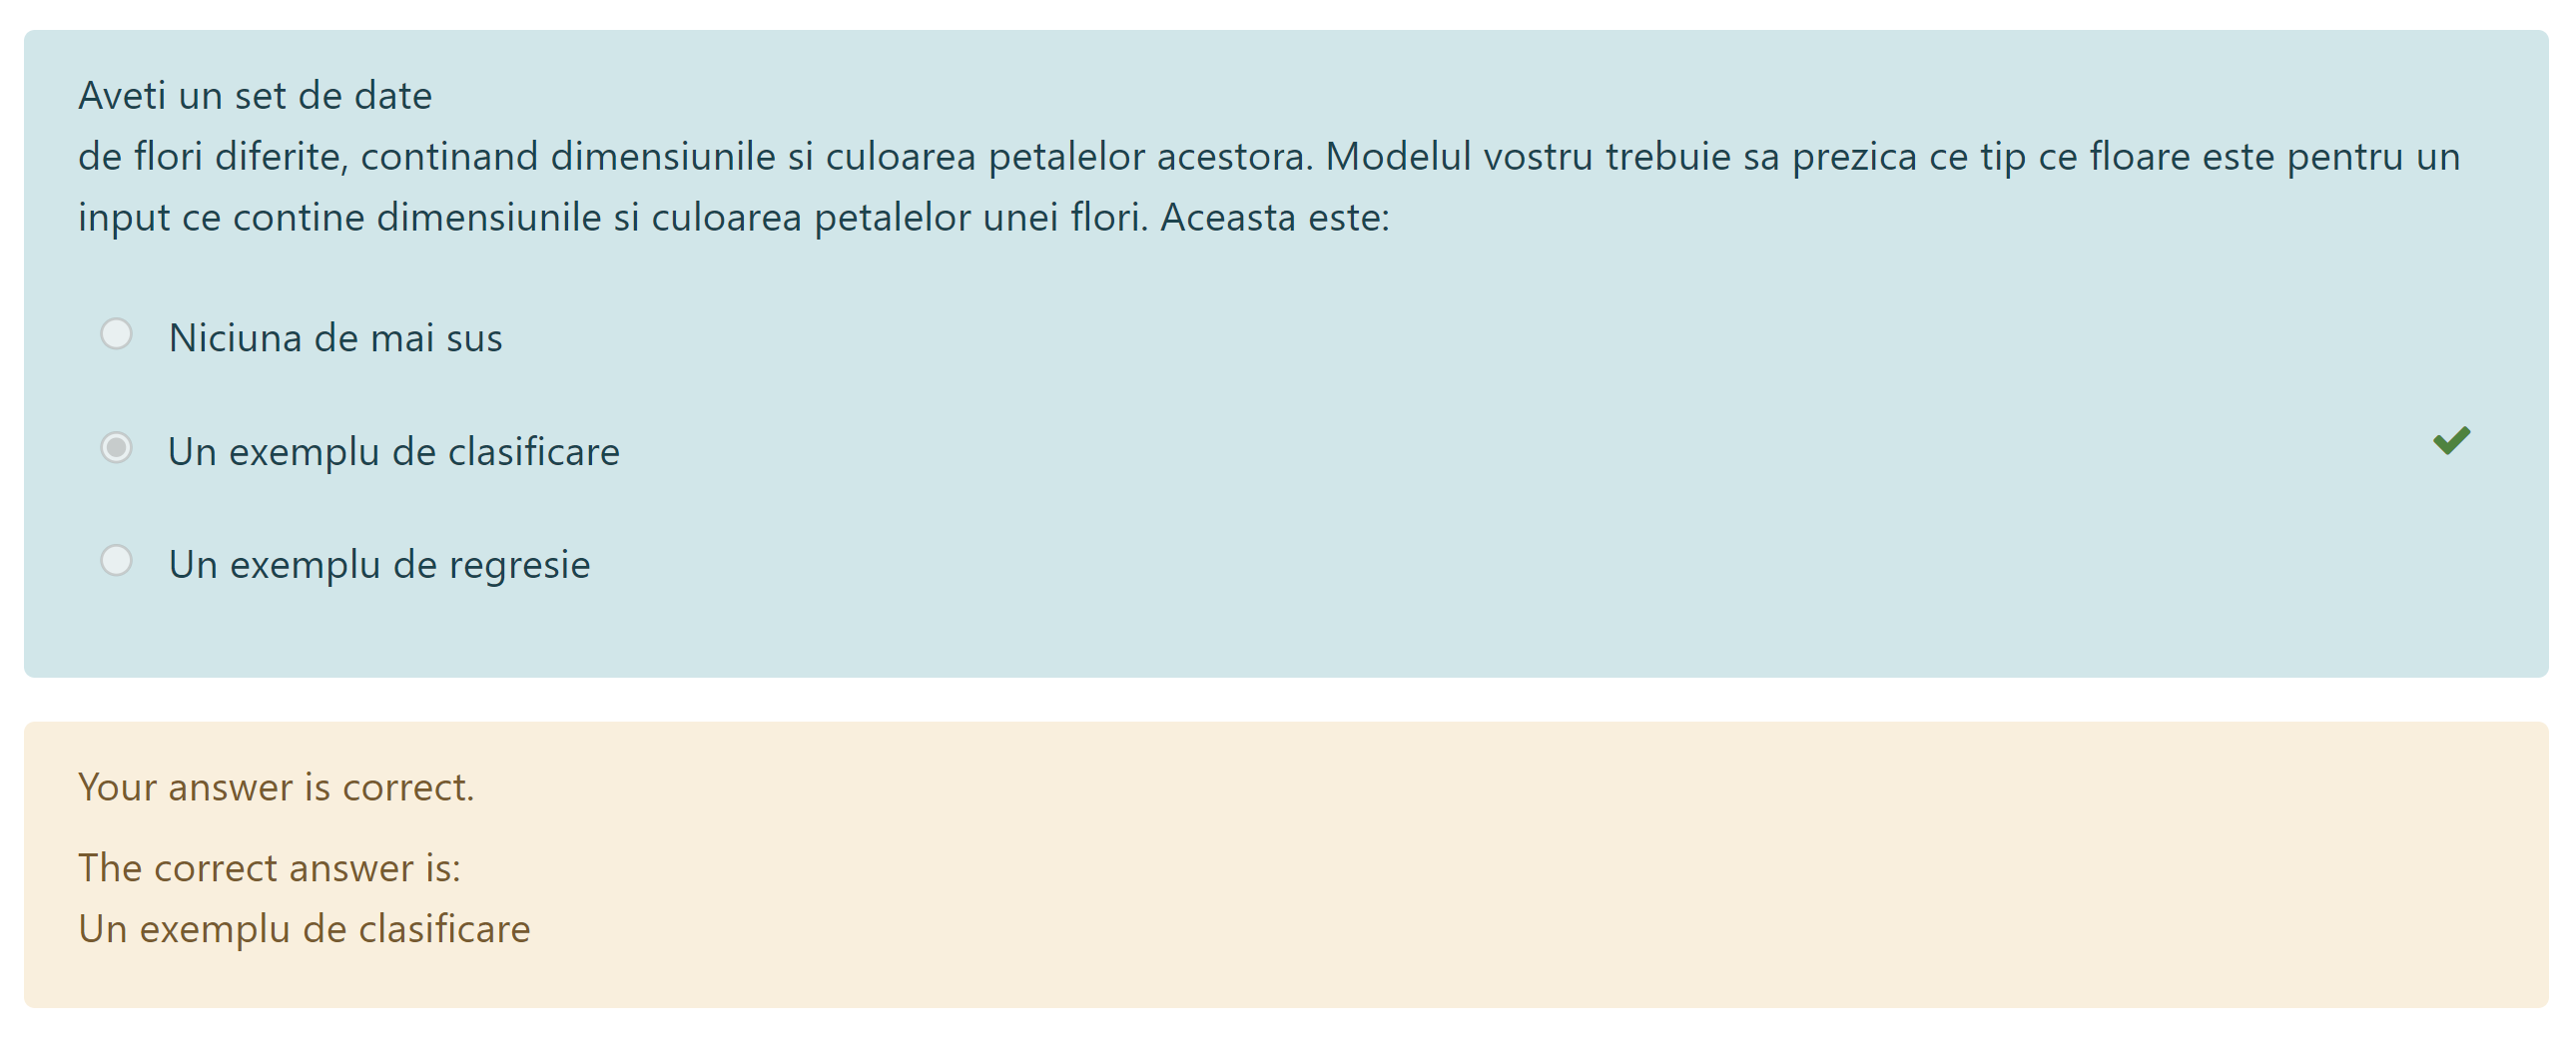 Aveti un set de date
de flori diferite, continand dimensiunile si culoarea petalelor acestora. Modelul vostru trebuie sa prezica ce tip ce floare este pentru un
input ce contine dimensiunile si culoarea petalelor unei flori. Aceasta este:
Niciuna de mai sus
Un exemplu de clasificare
Un exemplu de regresie
Your answer is correct.
The correct answer is:
Un exemplu de clasificare